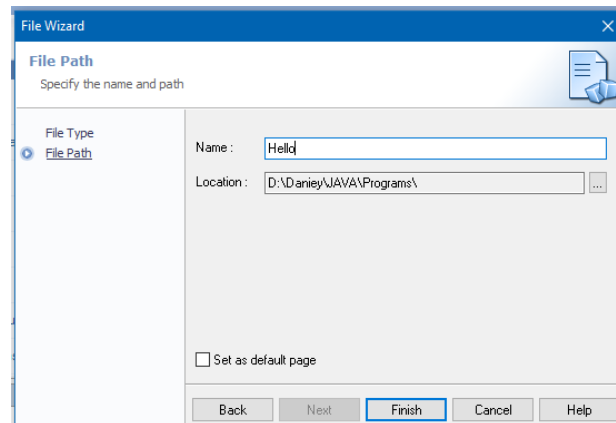 File Wizard
File Path
Specify the name and path
File Type
File Path
Name :
Hello
Location :
D:\Daniey\JAVA\Programs\
...
Set as default page
Back
Next
Finish
Cancel
Help